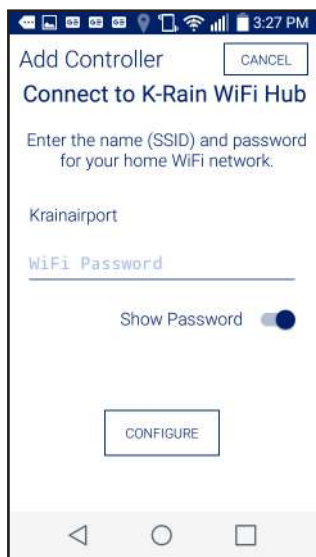 3:27 PM
Add Controller
CANCEL
Connect to K-Rain WiFi Hub
Enter the name (SSID) and password
for your home WiFi network.
Krainairport
WiFi Password
Show Password
CONFIGURE